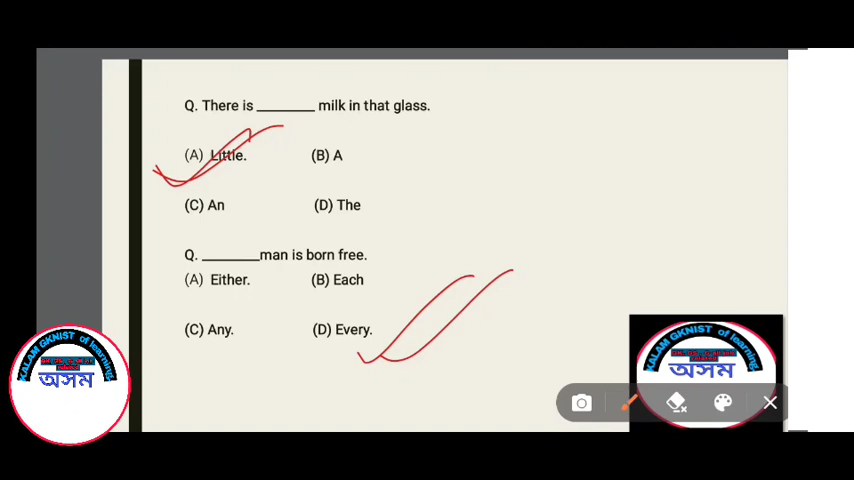 Q. There is ________ milk in that glass.
(A) Little. (B) A
(C) An (D) The
Q. ________man is born free.
(A) Either. (B) Each
(C) Any. (D) Every.
KALAM GKNIST of learning
অসম
KALAM GKNIST of learning
অসম